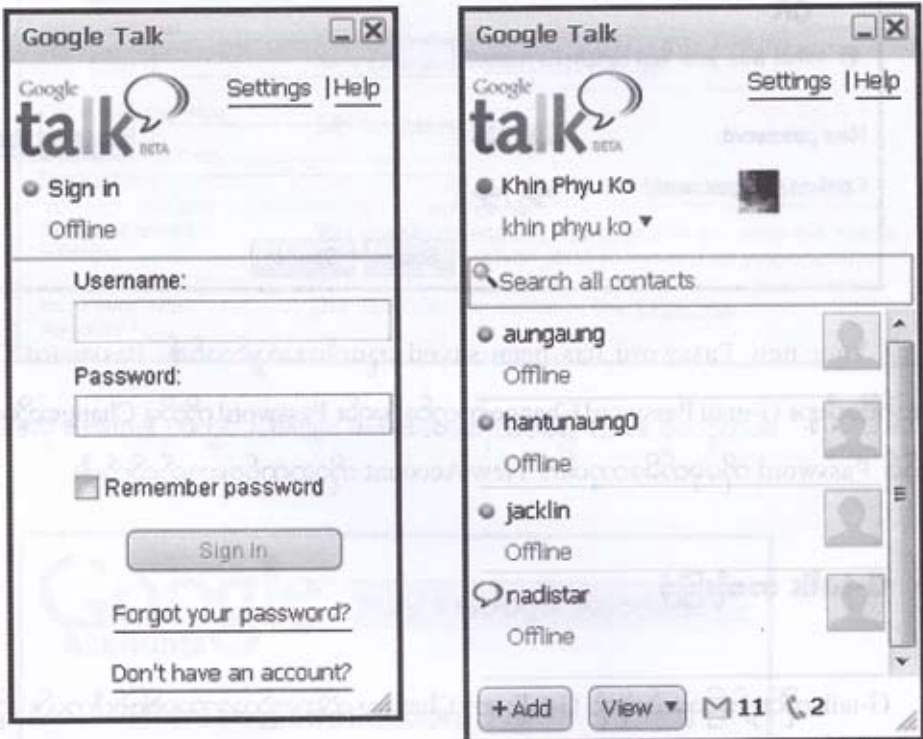 Google Talk
Settings | Help
Google
talk
BETA
Sign in
Offline
Username:
Password:
Remember password
Sign In
Forgot your password?
Don't have an account?
Google Talk
Settings | Help
Google
talk
BETA
Khin Phyu Ko
khin phyu ko
Search all contacts
aungaung
Offline
hantunaung0
Offline
jacklin
Offline
nadistar
Offline
+ Add View 11 2